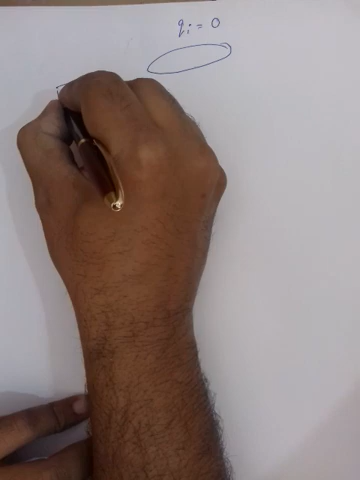 qᵢ = 0